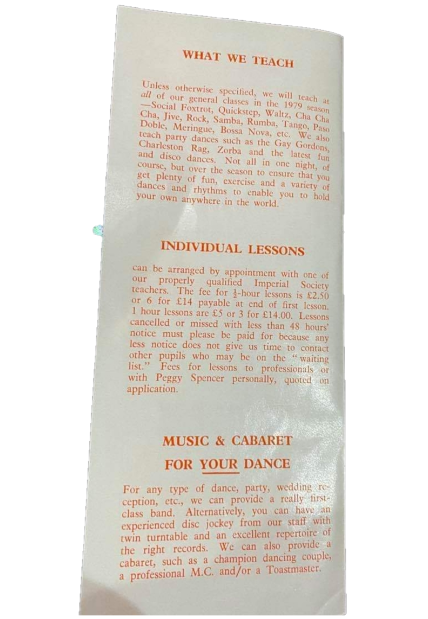 WHAT WE TEACH
Unless otherwise specified, we will teach at
all of our general classes in the 1979 season
—Social Foxtrot, Quickstep, Waltz, Cha Cha
Cha, Jive, Rock, Samba, Rumba, Tango, Paso
Doble, Meringue, Bossa Nova, etc. We also
teach party dances such as the Gay Gordons,
Charleston Rag, Zorba and the latest fun
and disco dances. Not all in one night, of
course, but over the season to ensure that you
get plenty of fun, exercise and a variety of
dances and rhythms to enable you to hold
your own anywhere in the world.
INDIVIDUAL LESSONS
can be arranged by appointment with one of
our properly qualified Imperial Society
teachers. The fee for ½-hour lessons is £2.50
or 6 for £14 payable at end of first lesson.
1 hour lessons are £5 or 3 for £14.00. Lessons
cancelled or missed with less than 48 hours'
notice must be paid for because any
less notice does not give us time to contact
other pupils who may be on the "waiting
list." Fees for lessons to professionals or
with Peggy Spencer personally, quoted on
application.
MUSIC & CABARET
FOR YOUR DANCE
For any type of dance, party, wedding re-
ception, etc., we can provide a really first-
class band. Alternatively, you can have an
experienced disc jockey from our staff with
twin turntable and an excellent repertoire of
the right records. We can also provide a
cabaret, such as a champion dancing couple,
a professional M.C. and/or a Toastmaster.